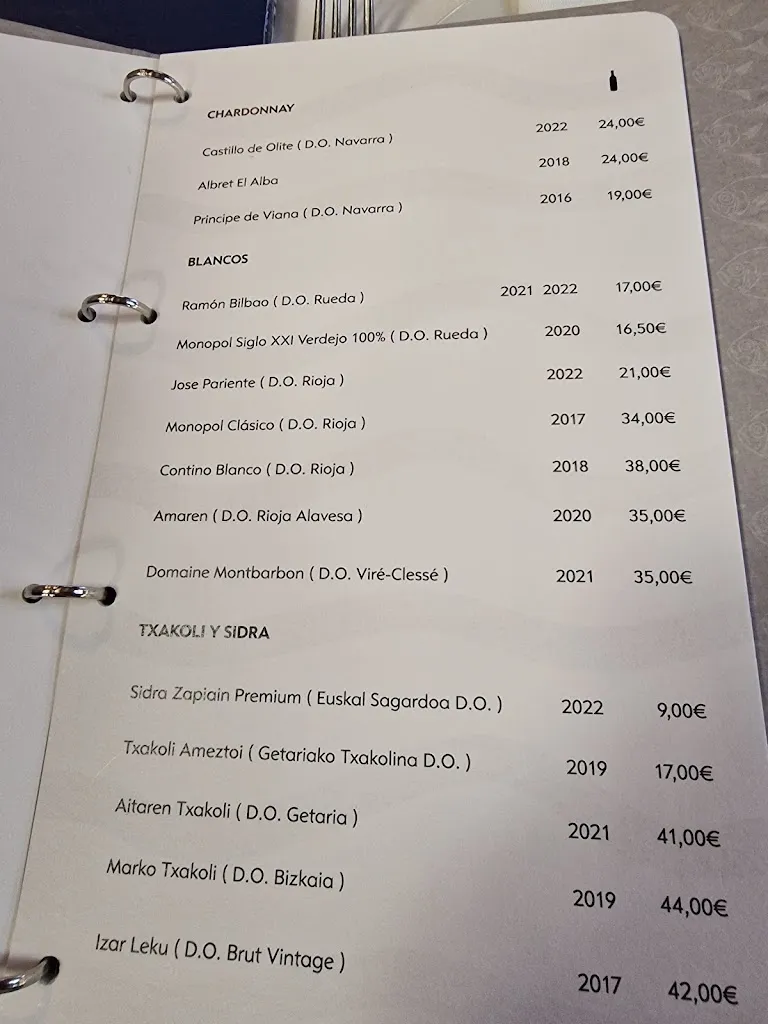 CHARDONNAY
Castillo de Olite ( D.O. Navarra ) 2022 24,00€
Albret El Alba 2018 24,00€
Principe de Viana ( D.O. Navarra ) 2016 19,00€
BLANCOS
Ramón Bilbao ( D.O. Rueda ) 2021 2022 17,00€
Monopol Siglo XXI Verdejo 100% ( D.O. Rueda ) 2020 16,50€
Jose Pariente ( D.O. Rioja ) 2022 21,00€
Monopol Clásico ( D.O. Rioja ) 2017 34,00€
Contino Blanco ( D.O. Rioja ) 2018 38,00€
Amaren ( D.O. Rioja Alavesa ) 2020 35,00€
Domaine Montbarbon ( D.O. Viré-Clessé ) 2021 35,00€
TXAKOLI Y SIDRA
Sidra Zapiain Premium ( Euskal Sagardoa D.O. ) 2022 9,00€
Txakoli Ameztoi ( Getariako Txakolina D.O. ) 2019 17,00€
Aitaren Txakoli ( D.O. Getaria ) 2021 41,00€
Marko Txakoli ( D.O. Bizkaia ) 2019 44,00€
Izar Leku ( D.O. Brut Vintage ) 2017 42,00€